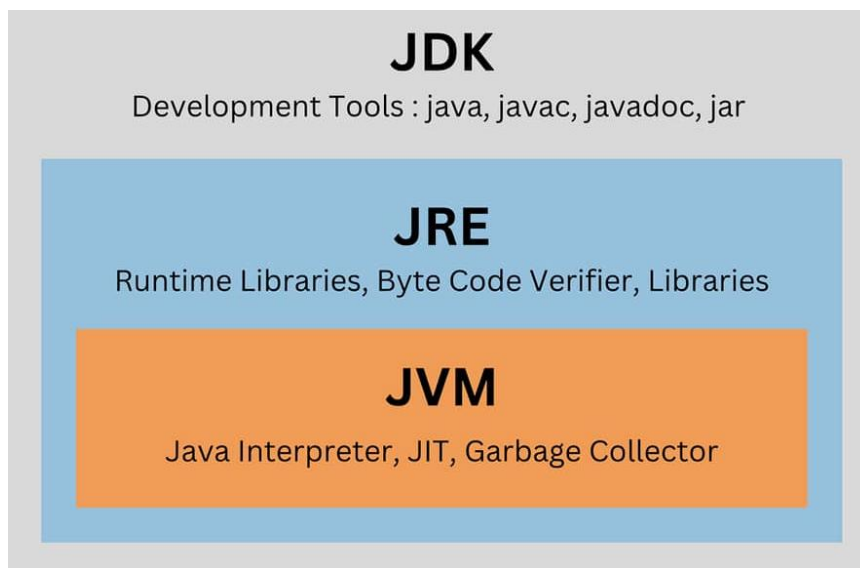 JDK
Development Tools : java, javac, javadoc, jar
JRE
Runtime Libraries, Byte Code Verifier, Libraries
JVM
Java Interpreter, JIT, Garbage Collector